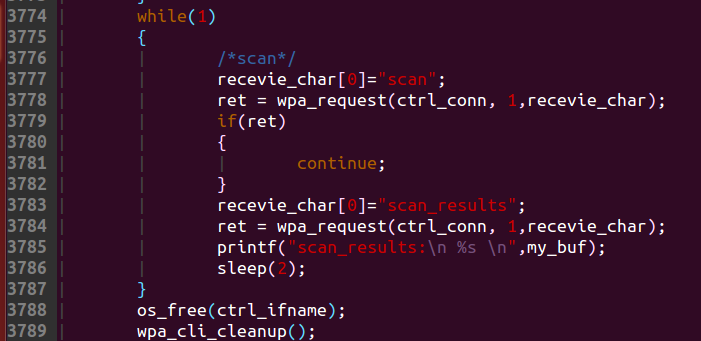 3774 while(1)
3775 {
3776 /*scan*/
3777 recevie_char[0]="scan";
3778 ret = wpa_request(ctrl_conn, 1,recevie_char);
3779 if(ret)
3780 {
3781 continue;
3782 }
3783 recevie_char[0]="scan_results";
3784 ret = wpa_request(ctrl_conn, 1,recevie_char);
3785 printf("scan_results:\n %s \n",my_buf);
3786 sleep(2);
3787 }
3788 os_free(ctrl_ifname);
3789 wpa_cli_cleanup();